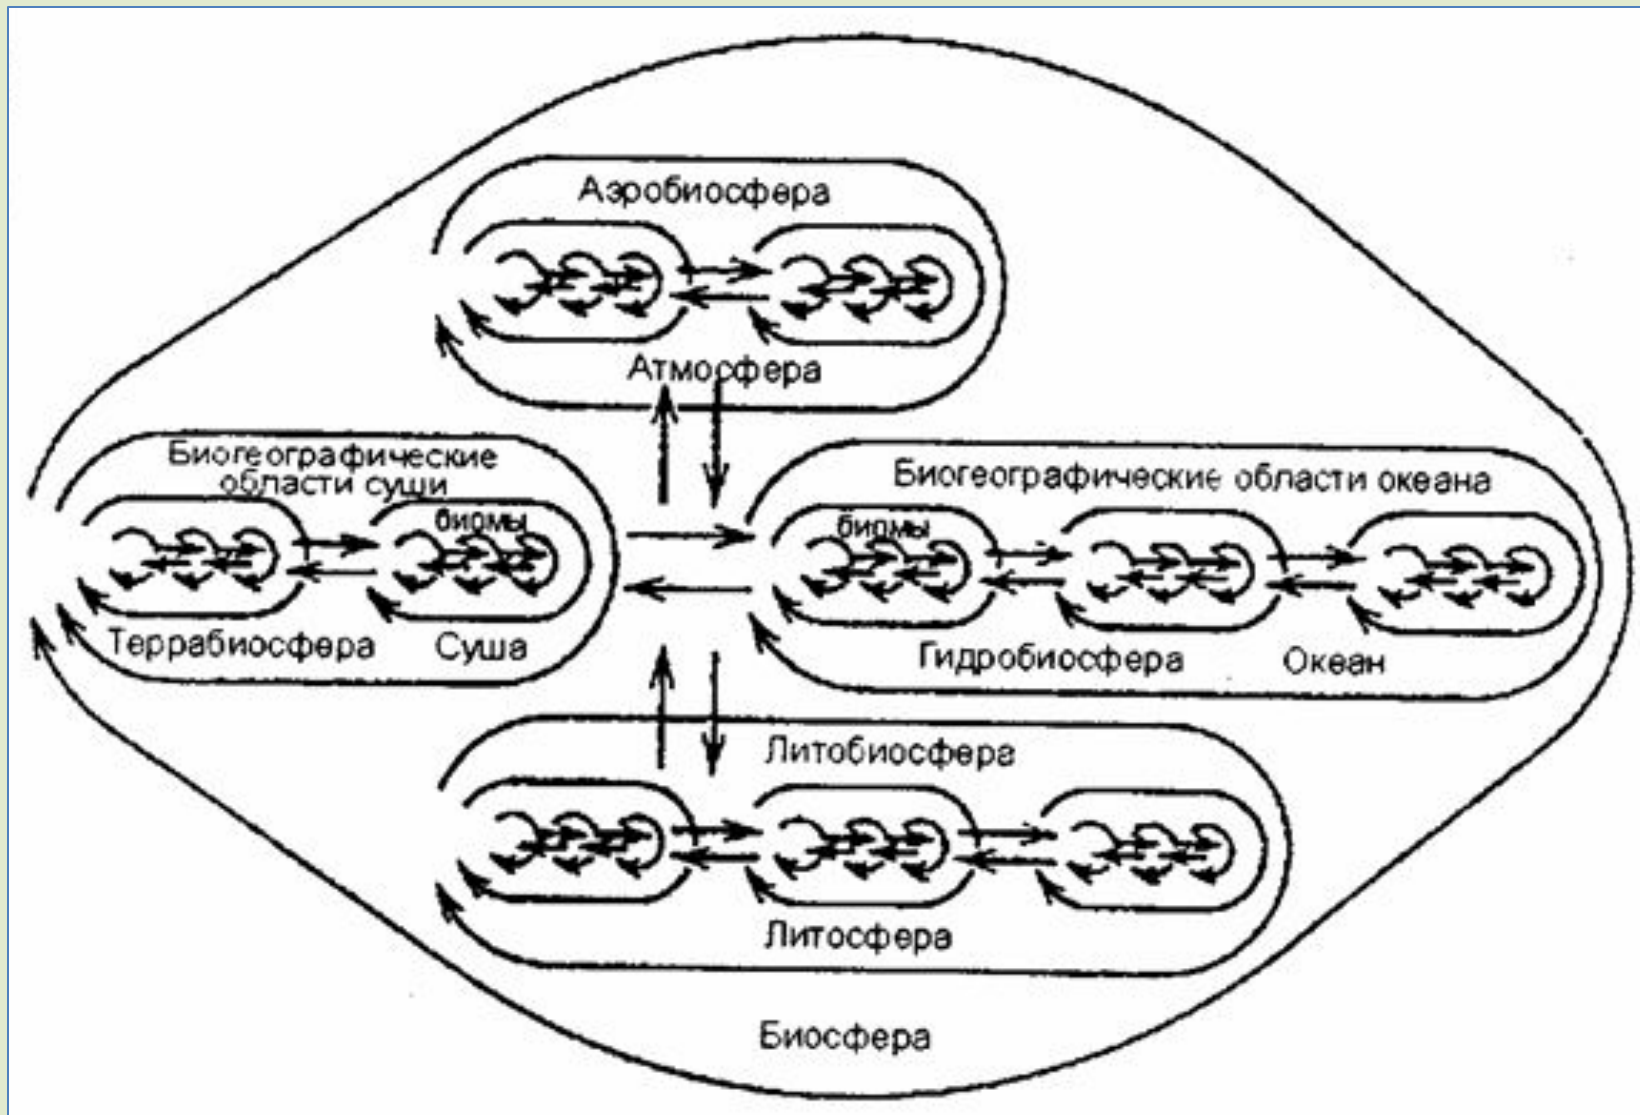 Аэробиосфера
Атмосфера
Биогеографические
области суши
биомы
Террабиосфера
Суша
Биогеографические области океана
биомы
Гидробиосфера
Океан
Литобиосфера
Литосфера
Биосфера